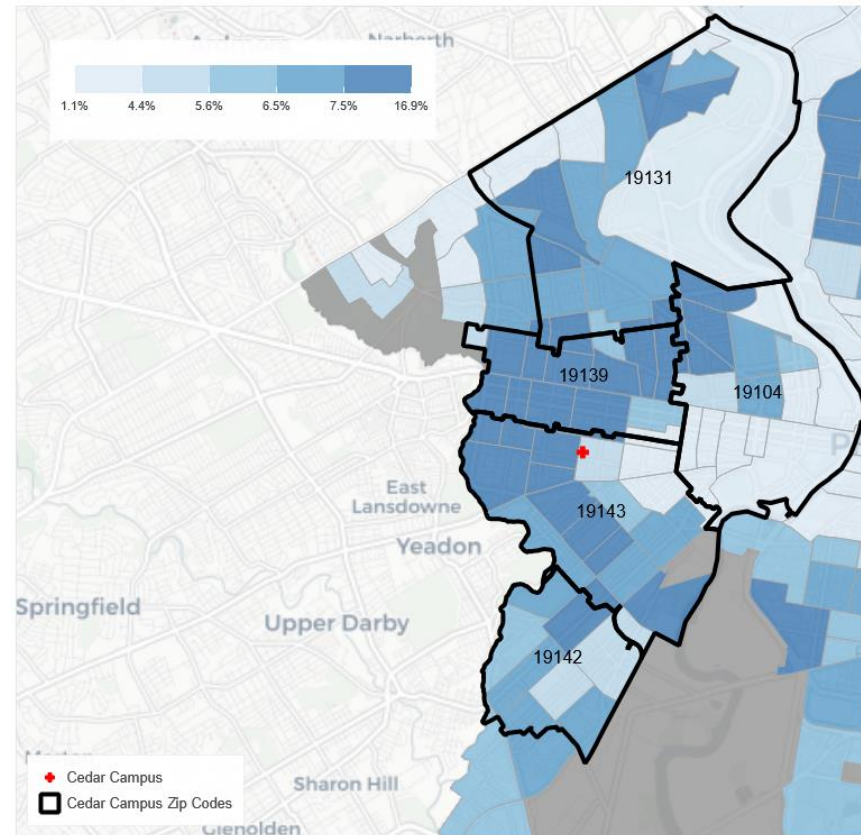 Narberth
1.1% 4.4% 5.6% 6.5% 7.5% 16.9%
19131
19139
19104
East
Lansdowne
19143
Yeadon
Springfield
Upper Darby
19142
Cedar Campus
Sharon Hill
Cedar Campus Zip Codes
Glenolden